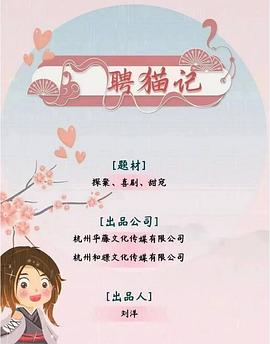 聘猫记
[题材]
探案、喜剧、甜宠
[出品公司]
杭州华藤文化传媒有限公司
杭州和嘌文化传媒有限公司
[出品人]
刘洋